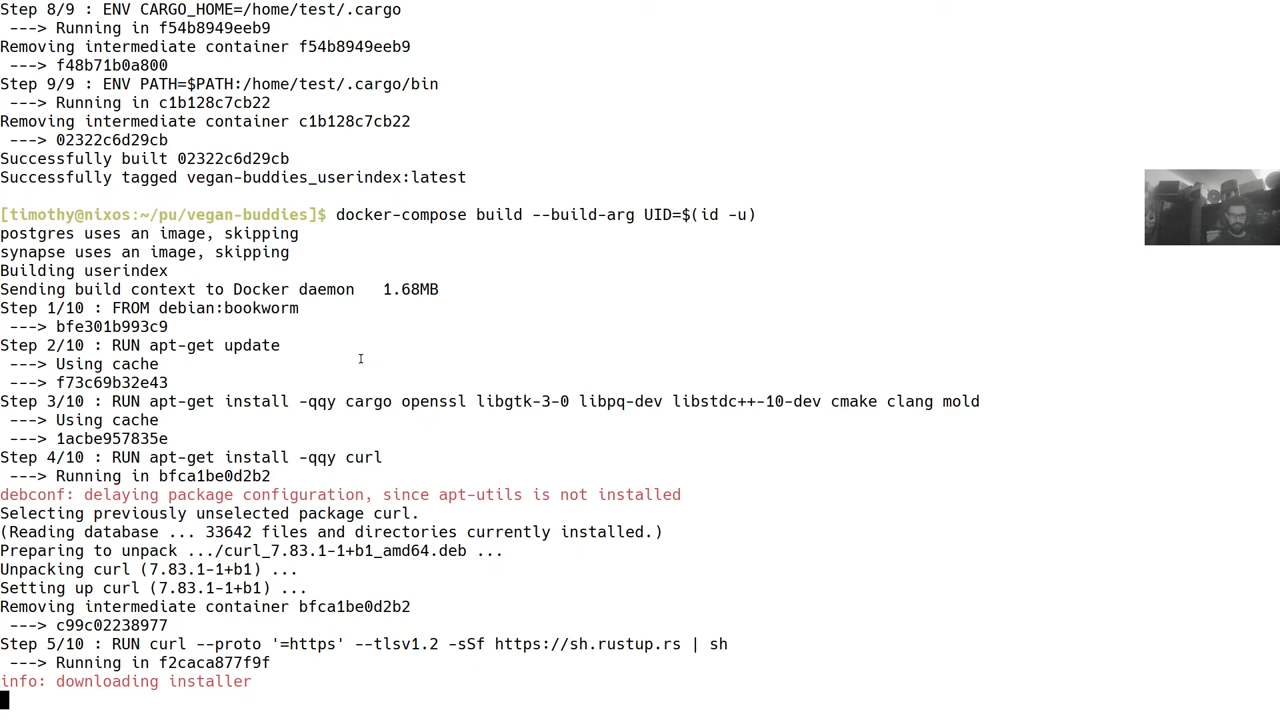 Step 8/9 : ENV CARGO_HOME=/home/test/.cargo
---> Running in f54b8949eeb9
Removing intermediate container f54b8949eeb9
---> f48b71b0a800
Step 9/9 : ENV PATH=$PATH:/home/test/.cargo/bin
---> Running in c1b128c7cb22
Removing intermediate container c1b128c7cb22
---> 02322c6d29cb
Successfully built 02322c6d29cb
Successfully tagged vegan-buddies_userindex:latest
[timothy@nixos:~/pu/vegan-buddies]$ docker-compose build --build-arg UID=$(id -u)
postgres uses an image, skipping
synapse uses an image, skipping
Building userindex
Sending build context to Docker daemon   1.68MB
Step 1/10 : FROM debian:bookworm
---> bfe301b993c9
Step 2/10 : RUN apt-get update
---> Using cache
---> f73c69b32e43
Step 3/10 : RUN apt-get install -qqy cargo openssl libgtk-3-0 libpq-dev libstdc++-10-dev cmake clang mold
---> Using cache
---> 1acbe957835e
Step 4/10 : RUN apt-get install -qqy curl
---> Running in bfca1be0d2b2
debconf: delaying package configuration, since apt-utils is not installed
Selecting previously unselected package curl.
(Reading database ... 33642 files and directories currently installed.)
Preparing to unpack .../curl_7.83.1-1+b1_amd64.deb ...
Unpacking curl (7.83.1-1+b1) ...
Setting up curl (7.83.1-1+b1) ...
Removing intermediate container bfca1be0d2b2
---> c99c02238977
Step 5/10 : RUN curl --proto '=https' --tlsv1.2 -sSf https://sh.rustup.rs | sh
---> Running in f2caca877f9f
info: downloading installer